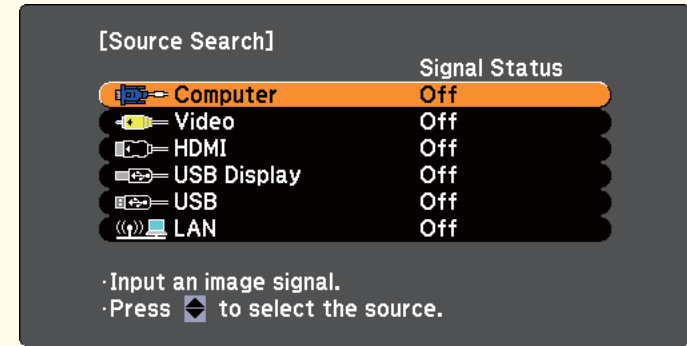 [Source Search]
Signal Status
Computer Off
Video Off
HDMI Off
USB Display Off
USB Off
LAN Off
·Input an image signal.
·Press to select the source.